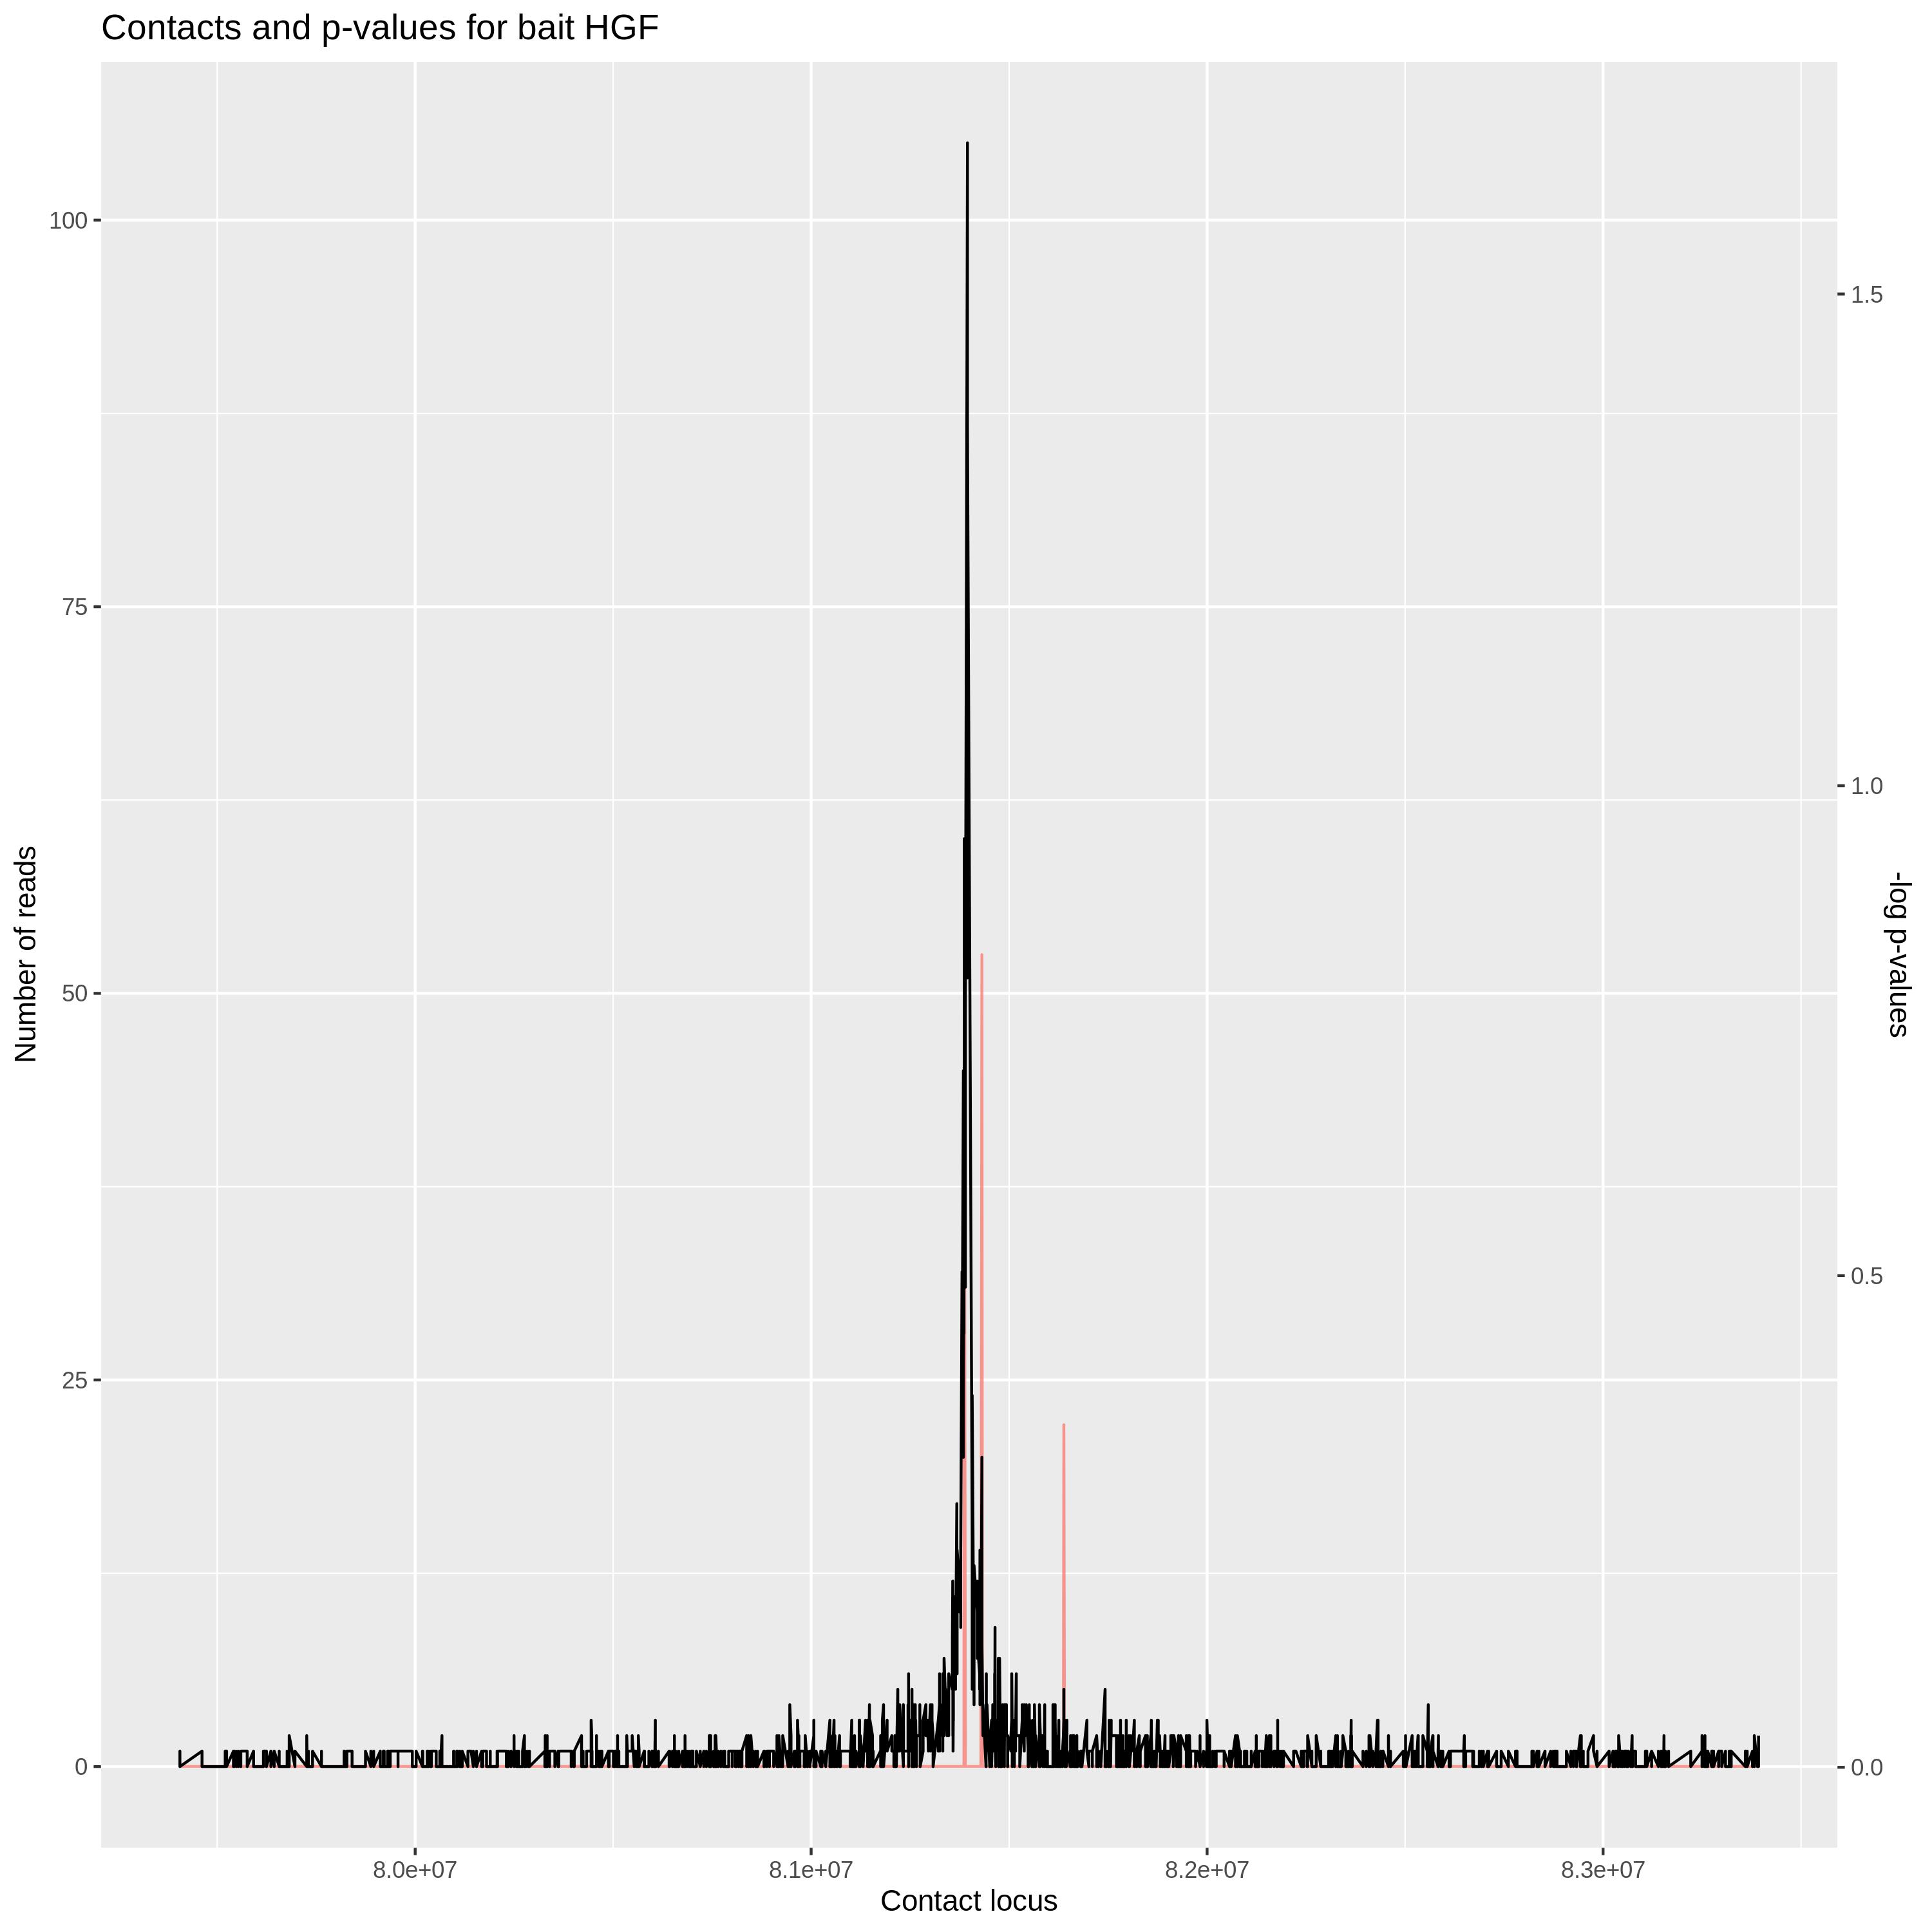 Contacts and p-values for bait HGF
100
75
50
25
0
Number of reads
1.5
1.0
0.5
0.0
-log p-values
8.0e+07
8.1e+07
8.2e+07
8.3e+07
Contact locus